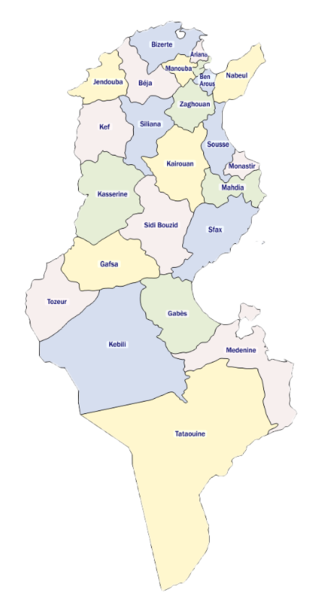 Bizerte
Ariana
Manouba
Jendouba
Béja
Ben
Arous
Nabeul
Zaghouan
Kef
Siliana
Sousse
Kairouan
Monastir
Mahdia
Kasserine
Sidi Bouzid
Sfax
Gafsa
Tozeur
Gabès
Kebili
Medenine
Tataouine